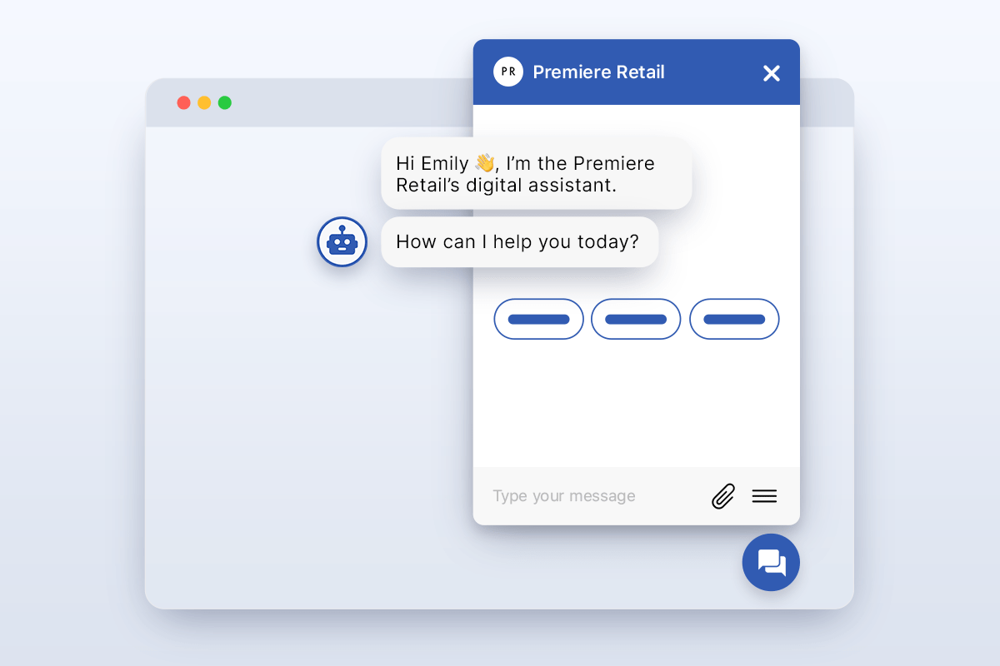 PR Premiere Retail
Hi Emily 👋, I’m the Premiere
Retail’s digital assistant.
How can I help you today?
Type your message